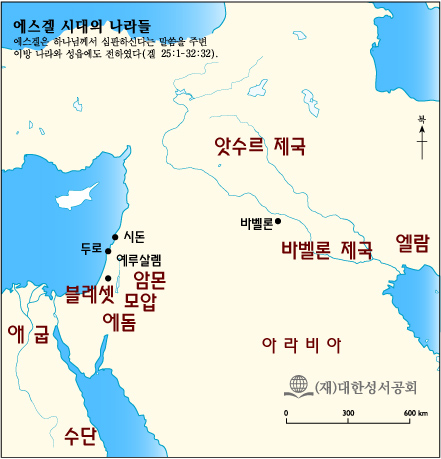 에스겔 시대의 나라들
에스겔은 하나님께서 심판하신다는 말씀을 주변
이방 나라와 성읍에도 전하였다(겔 25:1-32:32).
북
앗수르 제국
바벨론
시돈
두로
바벨론 제국
엘람
예루살렘
암몬
블레셋
모압
에돔
애 굽
아 라 비 아
(재)대한성서공회
0 300 600 km
수단